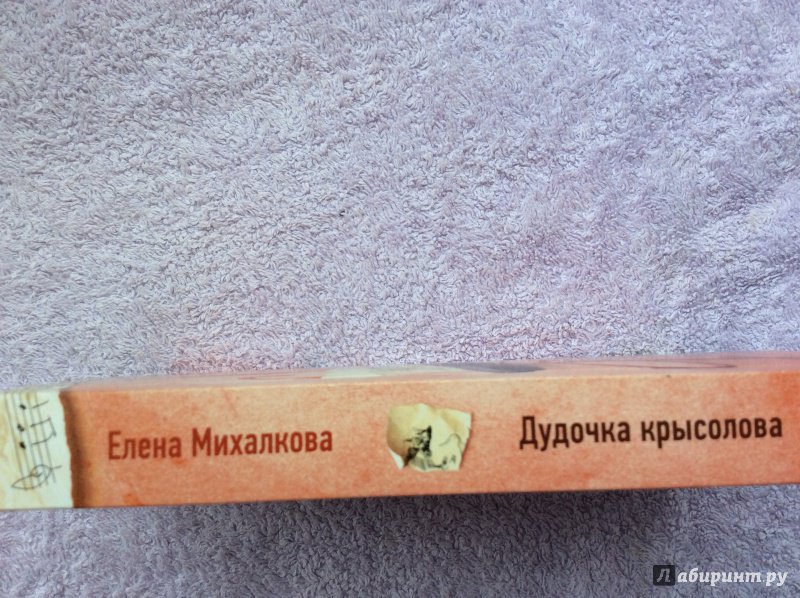 Елена Михалкова
Дудочка крысолова
Лабиринт.ру